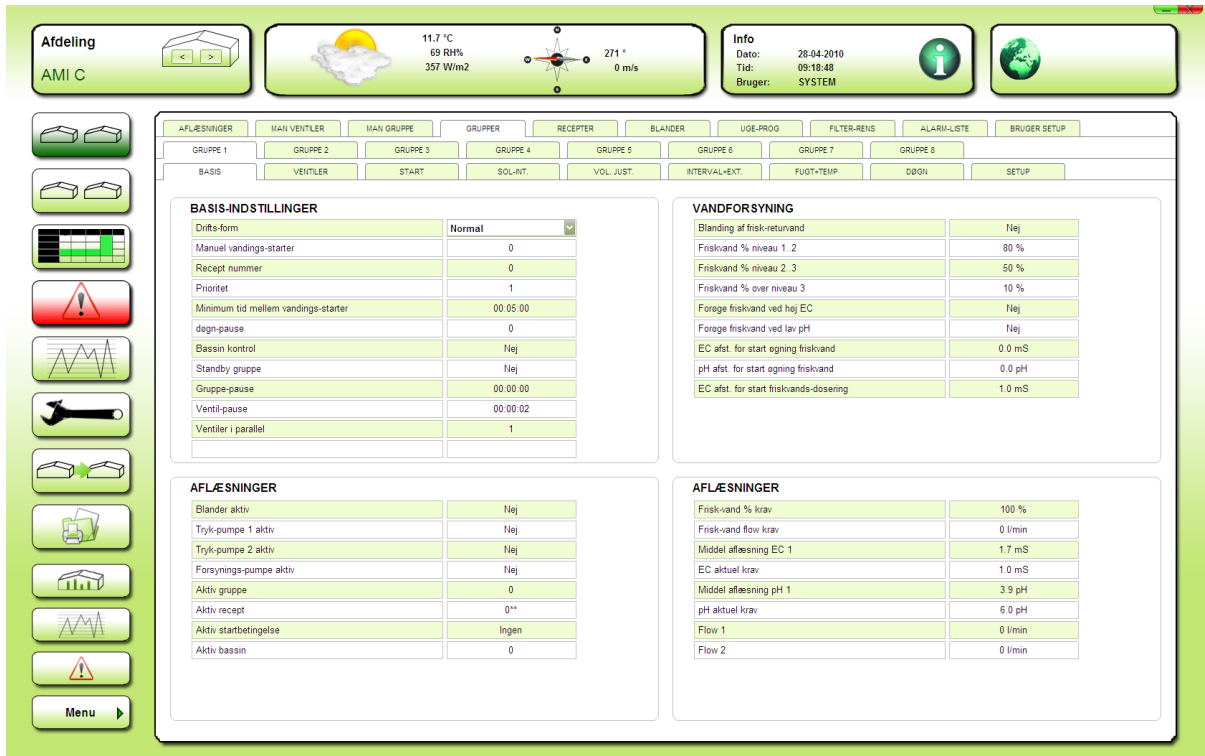 Afdeling
AMI C
< >
11.7 °C
69 RH%
357 W/m2
271 °
0 m/s
Info
Dato: 28-04-2010
Tid: 09:18:48
Bruger: SYSTEM
AFLÆSNINGER MAN VENTILER MAN GRUPPE GRUPPER RECEPTER BLANDER UGE-PROG FILTER-RENS ALARM-LISTE BRUGER SETUP
GRUPPE 1 GRUPPE 2 GRUPPE 3 GRUPPE 4 GRUPPE 5 GRUPPE 6 GRUPPE 7 GRUPPE 8
BASIS VENTILER START SOL-INT. VOL. JUST. INTERVAL+EXT. FUGT+TEMP DØGN SETUP
BASIS-INDSTILLINGER
Drifts-form Normal
Manuel vandings-starter 0
Recept nummer 0
Prioritet 1
Minimum tid mellem vandings-starter 00:05:00
døgn-pause 0
Bassin kontrol Nej
Standby gruppe Nej
Gruppe-pause 00:00:00
Ventil-pause 00:00:02
Ventiler i parallel 1
VANDFORSYNING
Blanding af frisk-returvand Nej
Friskvand % niveau 1..2 80 %
Friskvand % niveau 2..3 50 %
Friskvand % over niveau 3 10 %
Forøge friskvand ved høj EC Nej
Forøge friskvand ved lav pH Nej
EC afst. for start øgning friskvand 0.0 mS
pH afst. for start øgning friskvand 0.0 pH
EC afst. for start friskvands-dosering 1.0 mS
AFLÆSNINGER
Blander aktiv Nej
Tryk-pumpe 1 aktiv Nej
Tryk-pumpe 2 aktiv Nej
Forsynings-pumpe aktiv Nej
Aktiv gruppe 0
Aktiv recept 0**
Aktiv startbetingelse Ingen
Aktiv bassin 0
AFLÆSNINGER
Frisk-vand % krav 100 %
Frisk-vand flow krav 0 l/min
Middel aflæsning EC 1 1.7 mS
EC aktuel krav 1.0 mS
Middel aflæsning pH 1 3.9 pH
pH aktuel krav 6.0 pH
Flow 1 0 l/min
Flow 2 0 l/min
Menu